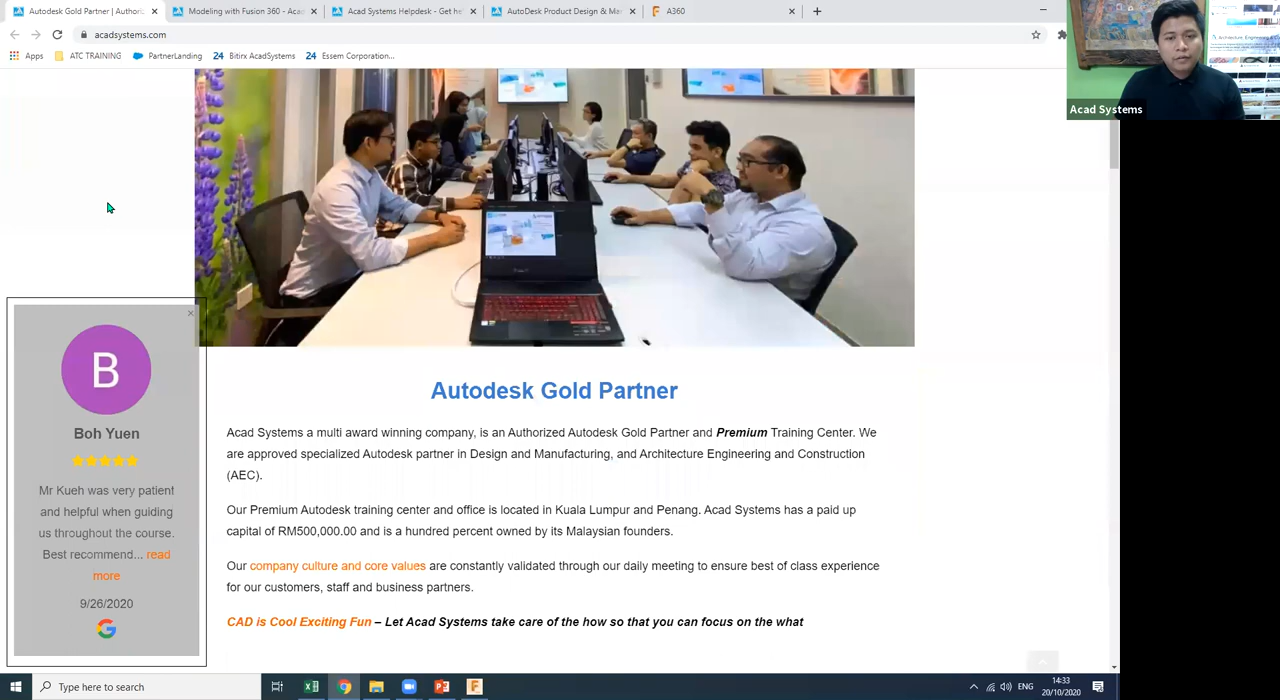 Autodesk Gold Partner | Authori
Modeling with Fusion 360 - Acad
Acad Systems Helpdesk - Get he
AutoDesk Product Design & Ma
A360
acadsystems.com
Apps
ATC TRAINING
PartnerLanding
24 Bitirx AcadSystems
24 Essem Corporation...
Acad Systems
Autodesk Gold Partner
Acad Systems a multi award winning company, is an Authorized Autodesk Gold Partner and Premium Training Center. We
are approved specialized Autodesk partner in Design and Manufacturing, and Architecture Engineering and Construction
(AEC).
Our Premium Autodesk training center and office is located in Kuala Lumpur and Penang. Acad Systems has a paid up
capital of RM500,000.00 and is a hundred percent owned by its Malaysian founders.
Our company culture and core values are constantly validated through our daily meeting to ensure best of class experience
for our customers, staff and business partners.
CAD is Cool Exciting Fun – Let Acad Systems take care of the how so that you can focus on the what
B
Boh Yuen
Mr Kueh was very patient
and helpful when guiding
us throughout the course.
Best recommend... read
more
9/26/2020
Type here to search
ENG
14:33
20/10/2020